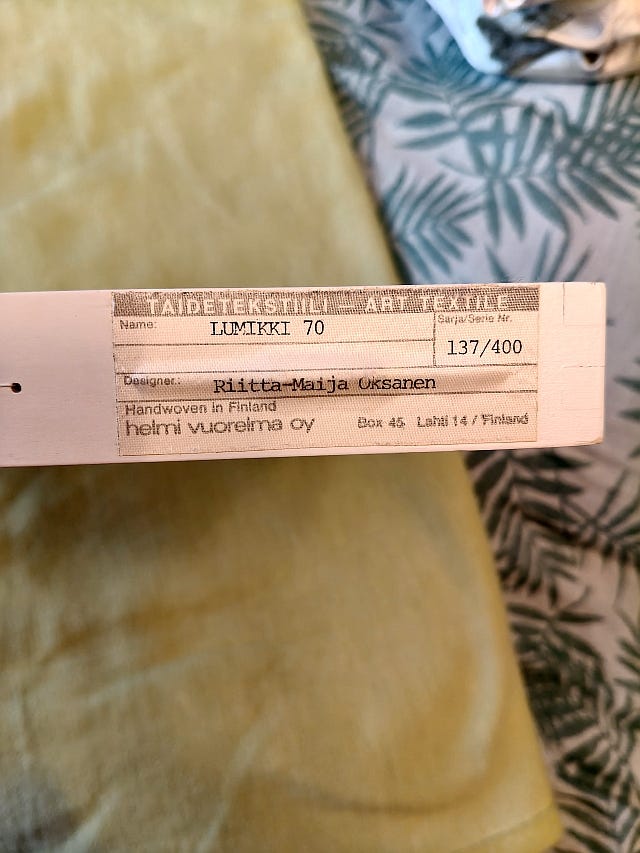 TAIDETEKSTIILI ART TEXTILE
Name: LUMIKKI 70
Sarja/Serie Nr.
137/400
Designer: Riitta-Maija Oksanen
Handwoven in Finland
helmi vuorelma oy Box 45 Lahti 14 / Finland